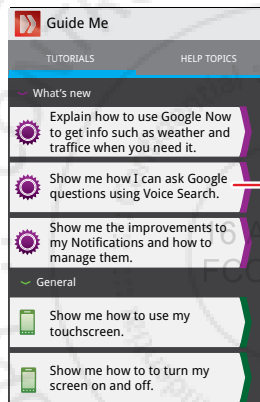 Guide Me
TUTORIALS HELP TOPICS
What's new
Explain how to use Google Now
to get info such as weather and
traffice when you need it.
Show me how I can ask Google
questions using Voice Search.
Show me the improvements to
my Notifications and how to
manage them.
General
Show me how to use my
touchscreen.
Show me how to to turn my
screen on and off.